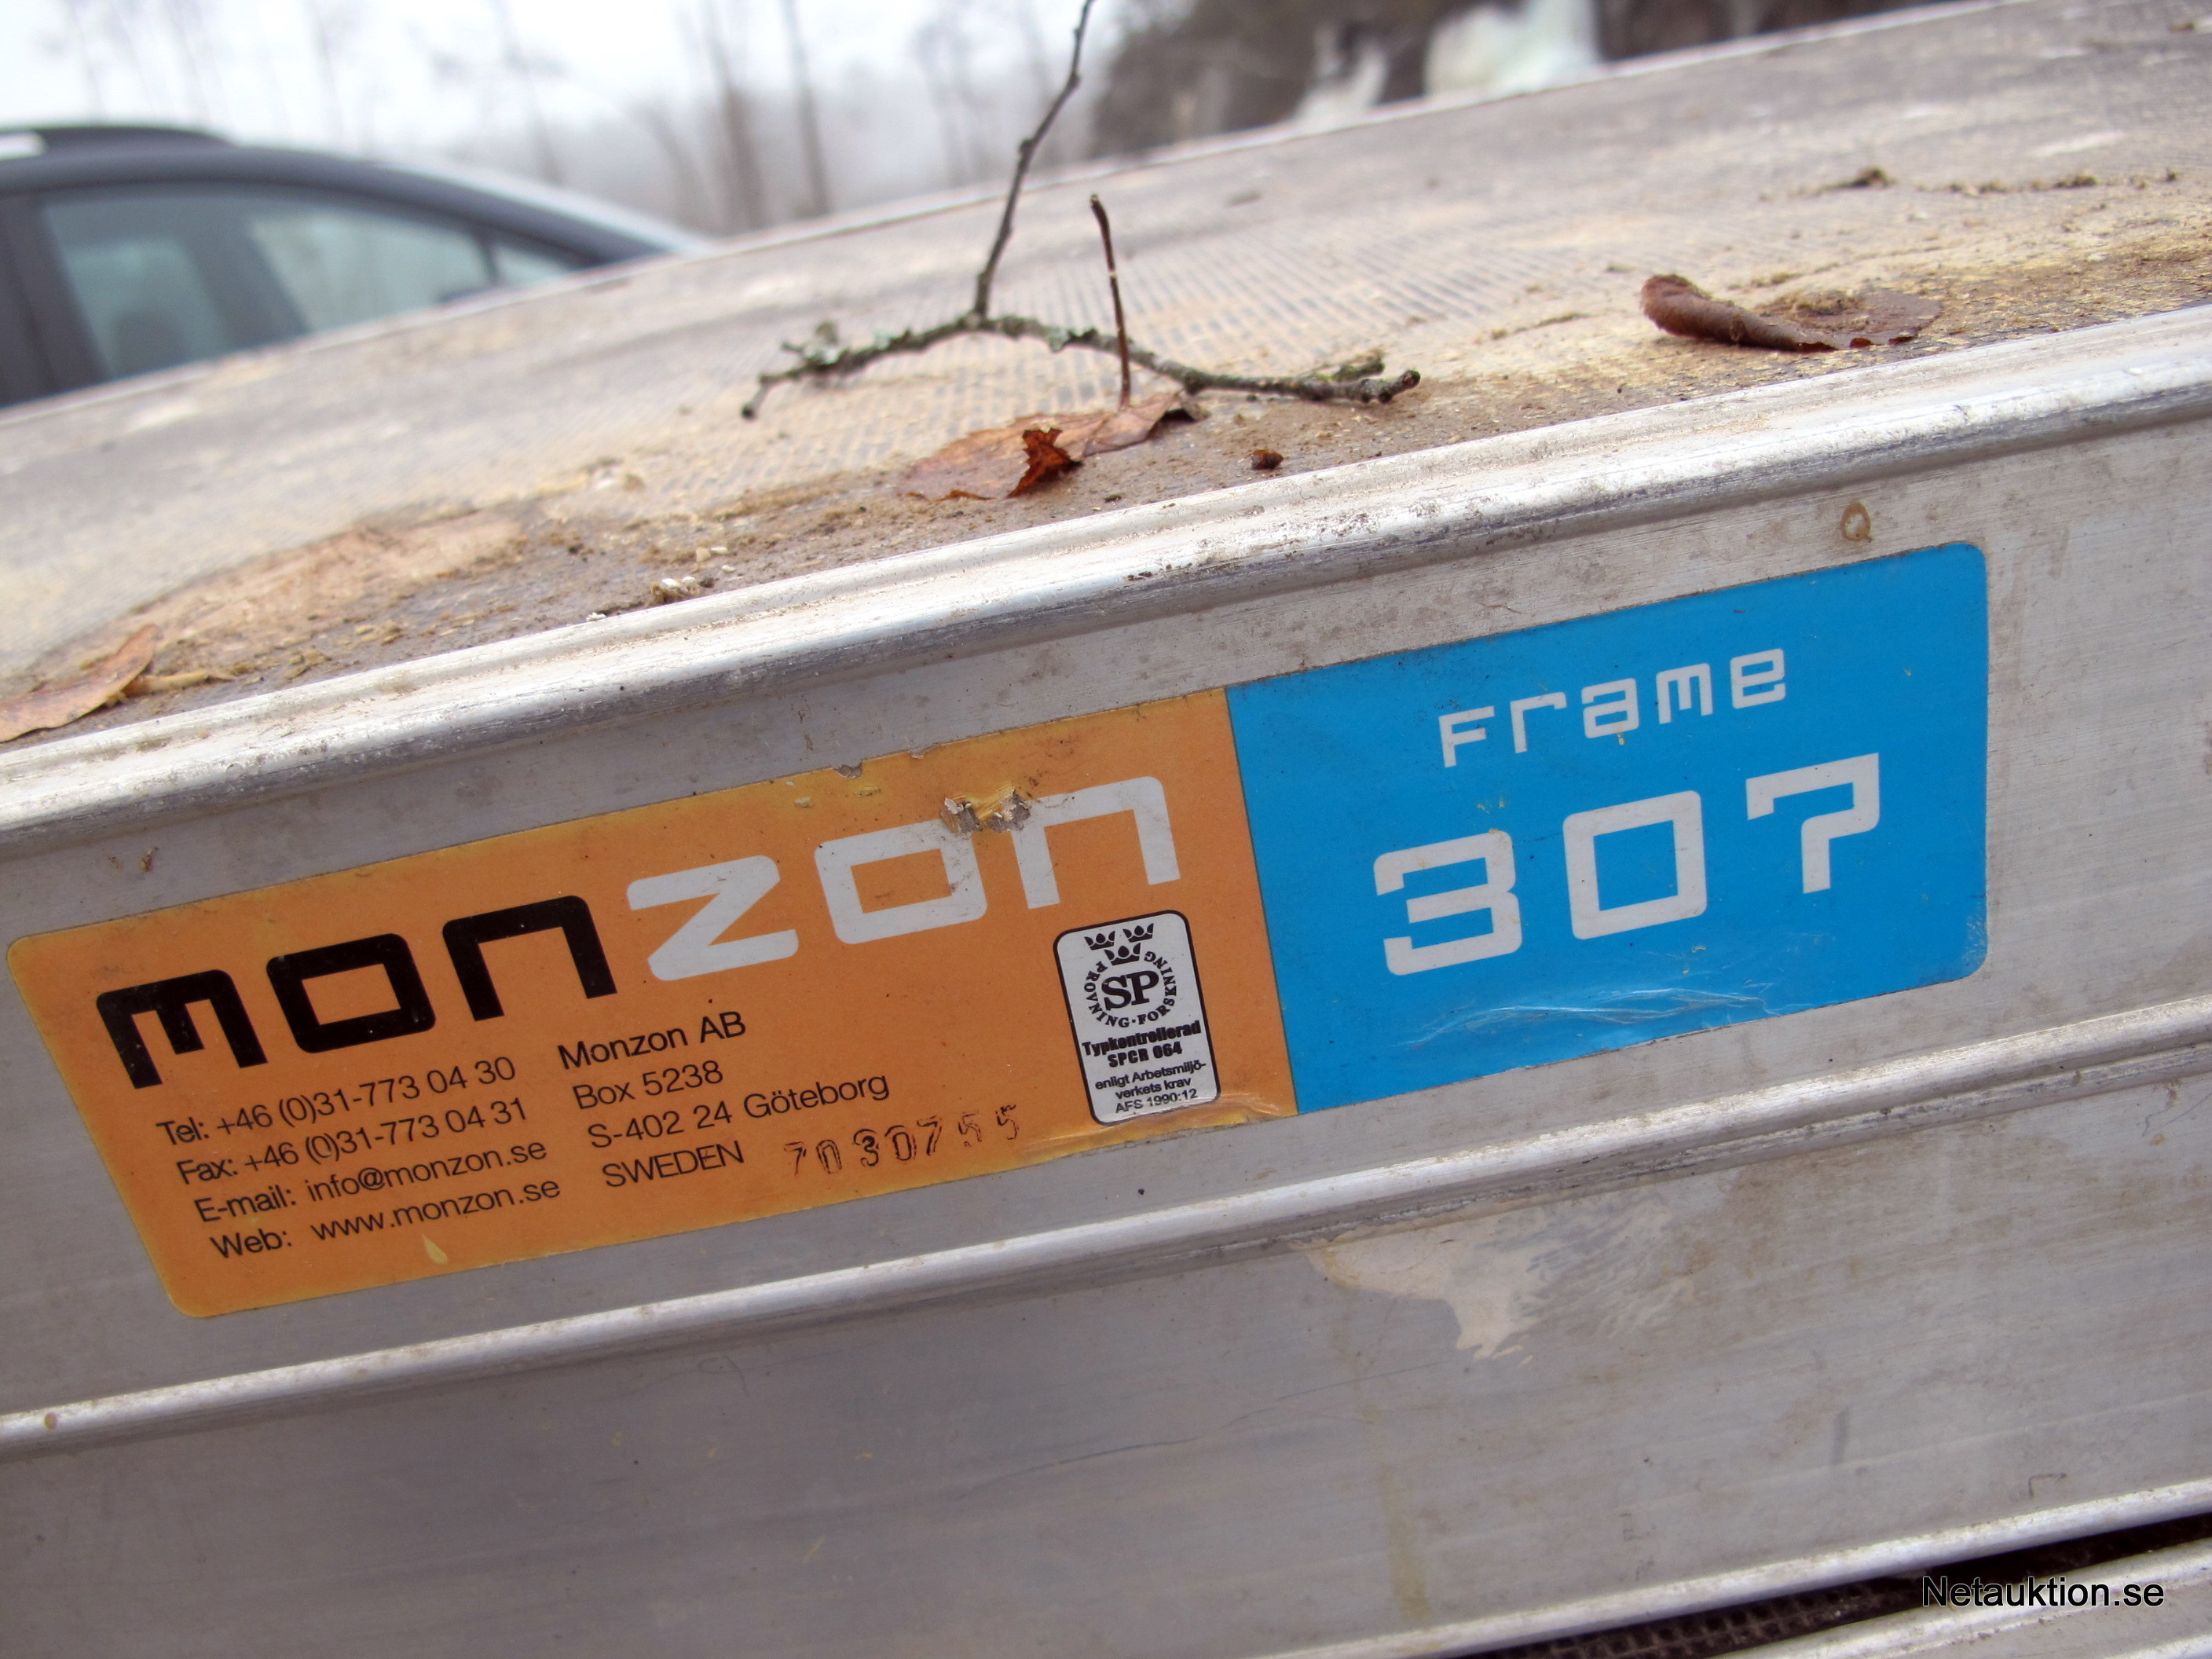 monzon
Tel: +46 (0)31-773 04 30
Fax: +46 (0)31-773 04 31
E-mail: info@monzon.se
Web: www.monzon.se
Monzon AB
Box 5238
S-402 24 Göteborg
SWEDEN
7030755
SP
PROVNING · FORSKNING
Typkontrollerad
SPCR 064
enligt Arbetsmiljö-
verkets krav
AFS 1990:12
Frame
307
Netauktion.se